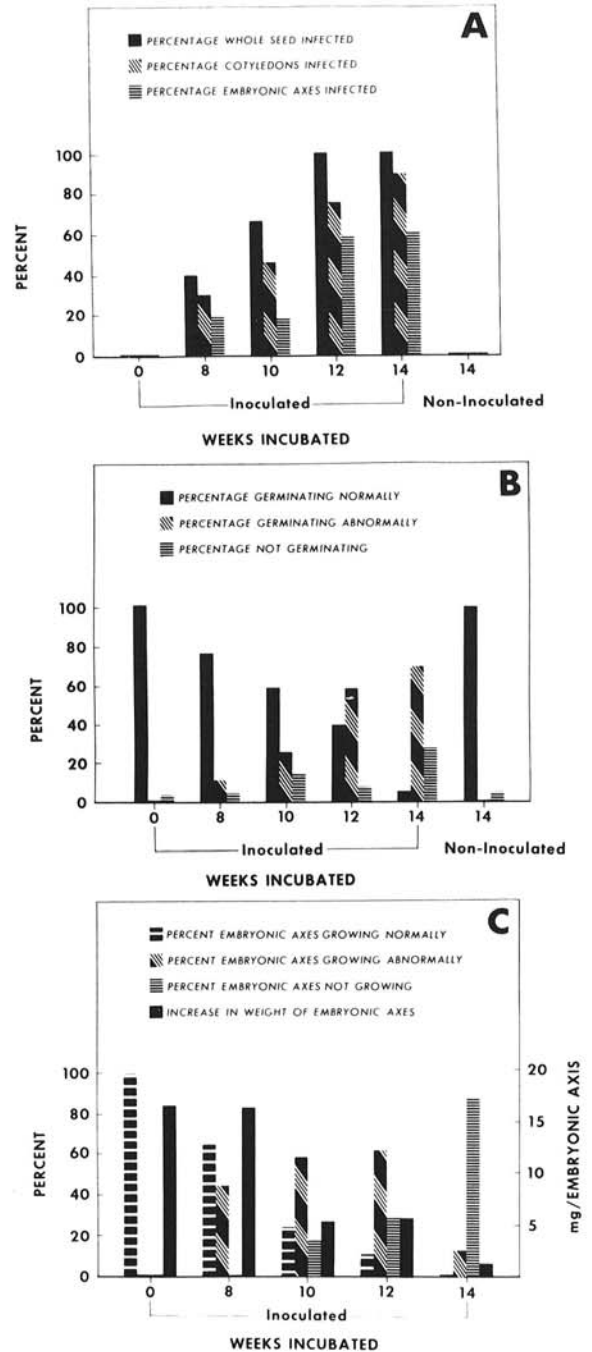 A
PERCENTAGE WHOLE SEED INFECTED
PERCENTAGE COTYLEDONS INFECTED
PERCENTAGE EMBRYONIC AXES INFECTED
100
80
60
40
20
0
PERCENT
0 8 10 12 14 14
Inoculated Non-Inoculated
WEEKS INCUBATED
B
PERCENTAGE GERMINATING NORMALLY
PERCENTAGE GERMINATING ABNORMALLY
PERCENTAGE NOT GERMINATING
100
80
60
40
20
0
PERCENT
0 8 10 12 14 14
Inoculated Non-Inoculated
WEEKS INCUBATED
C
PERCENT EMBRYONIC AXES GROWING NORMALLY
PERCENT EMBRYONIC AXES GROWING ABNORMALLY
PERCENT EMBRYONIC AXES NOT GROWING
INCREASE IN WEIGHT OF EMBRYONIC AXES
100
80
60
40
20
0
PERCENT
20
15
10
5
mg/EMBRYONIC AXIS
0 8 10 12 14
Inoculated
WEEKS INCUBATED